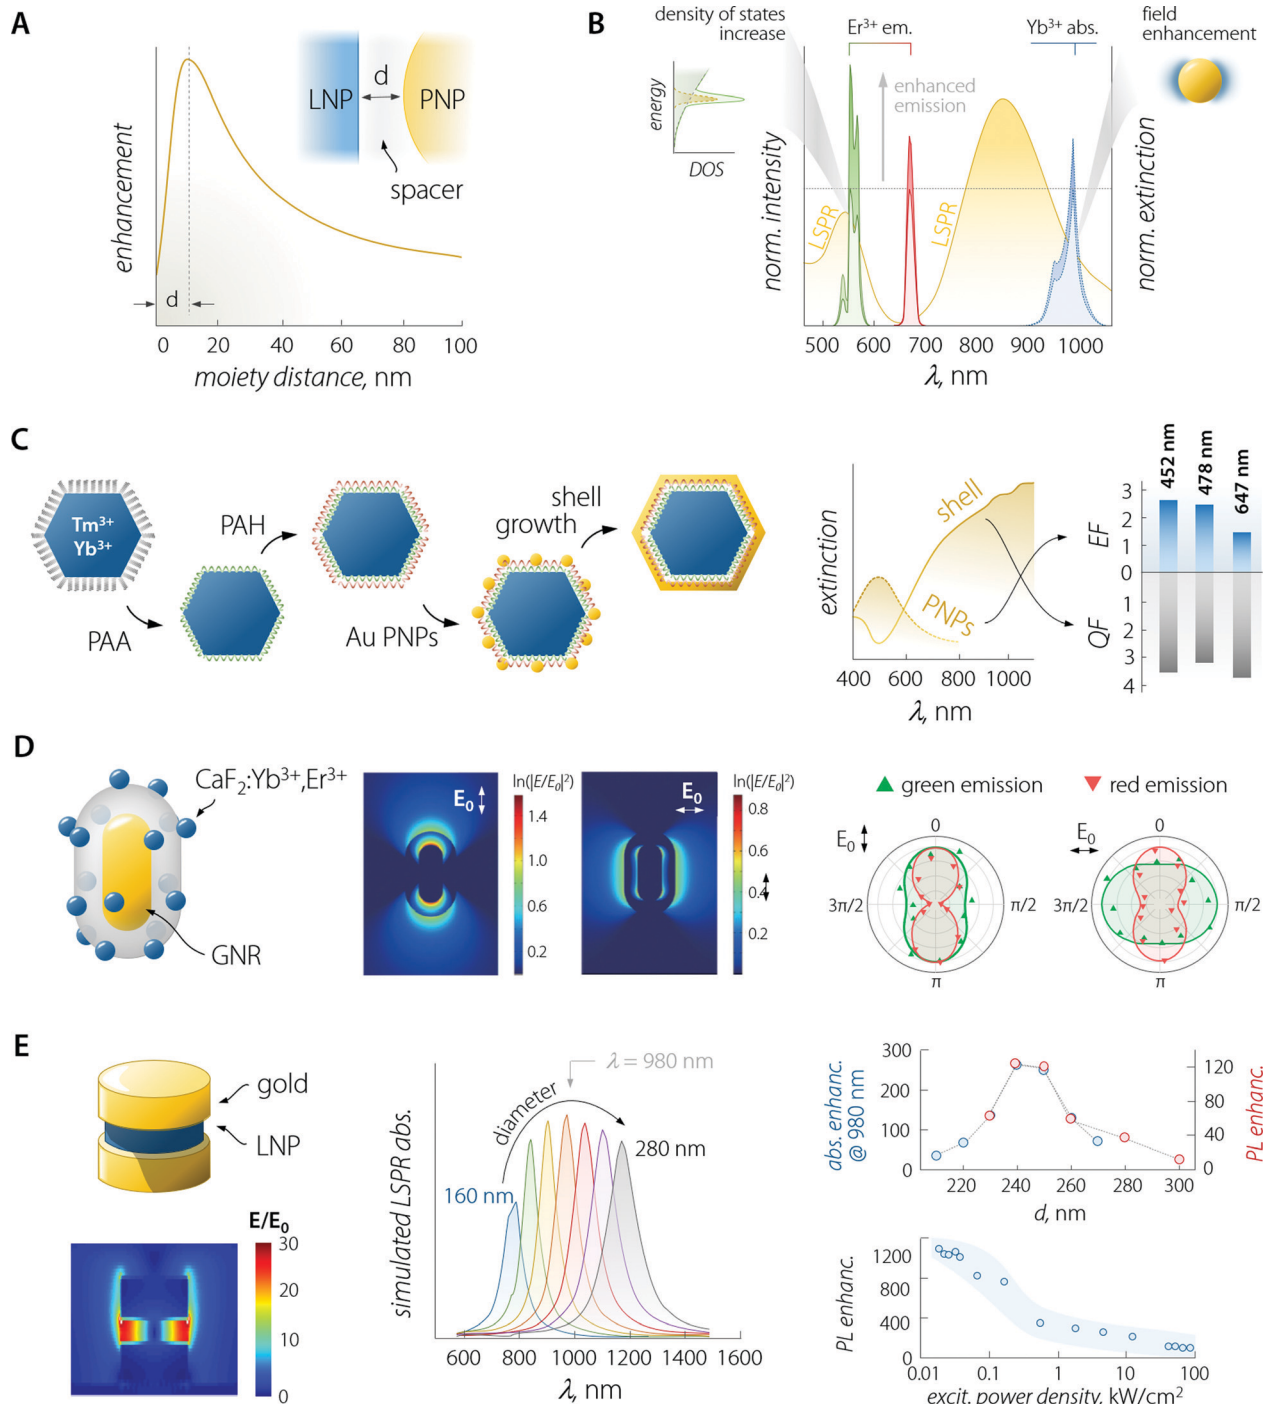 A
enhancement
LNP
d
PNP
spacer
d
0
20
40
60
80
100
moiety distance, nm
B
density of states
increase
energy
DOS
Er³⁺ em.
Yb³⁺ abs.
field
enhancement
enhanced
emission
norm. intensity
LSPR
LSPR
norm. extinction
500
600
700
800
900
1000
λ, nm
C
Tm³⁺
Yb³⁺
PAA
PAH
Au PNPs
shell
growth
extinction
shell
PNPs
400
600
800
1000
λ, nm
452 nm
478 nm
647 nm
EF
QF
3
2
1
0
1
2
3
4
D
CaF₂:Yb³⁺,Er³⁺
GNR
ln(|E/E₀|²)
E₀
1.4
1.0
0.6
0.2
ln(|E/E₀|²)
E₀
0.8
0.6
0.4
0.2
green emission
red emission
E₀
0
π/2
π
3π/2
E₀
0
π/2
π
3π/2
E
gold
LNP
E/E₀
30
20
10
0
simulated LSPR abs.
λ = 980 nm
diameter
160 nm
280 nm
600
800
1000
1200
1400
1600
λ, nm
abs. enhanc.
@ 980 nm
300
200
100
0
PL enhanc.
120
80
40
0
220
240
260
280
300
d, nm
PL enhanc.
1200
800
400
0
0.01
0.1
1
10
100
excit. power density, kW/cm²